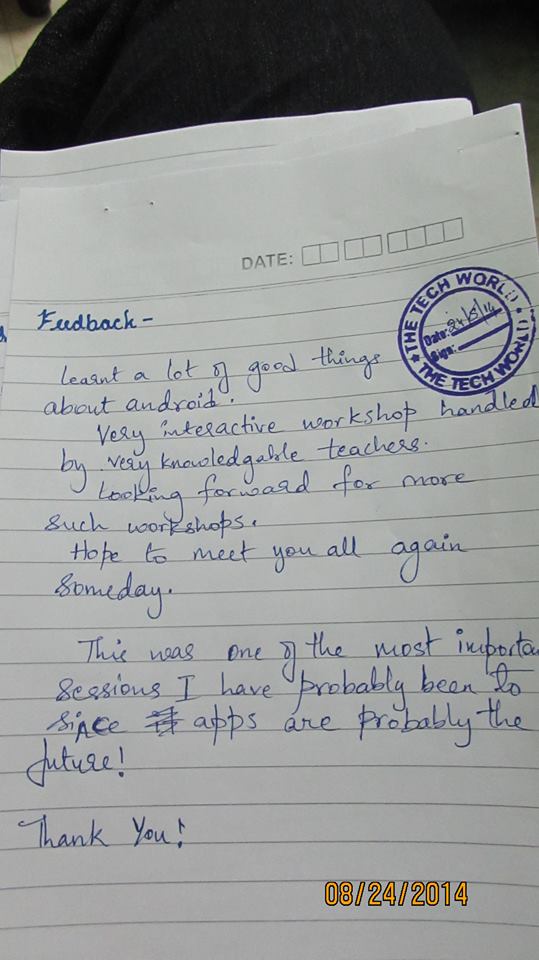 DATE:
THE TECH WORLD
Date: 24/8/14
Sign:
THE TECH WORLD
Feedback -
Learnt a lot of good things
about android.
Very interactive workshop handled
by very knowledgable teachers.
Looking forward for more
such workshops.
Hope to meet you all again
someday.
This was one of the most importa
sessions I have probably been to
since apps are probably the
future!
Thank You!
08/24/2014